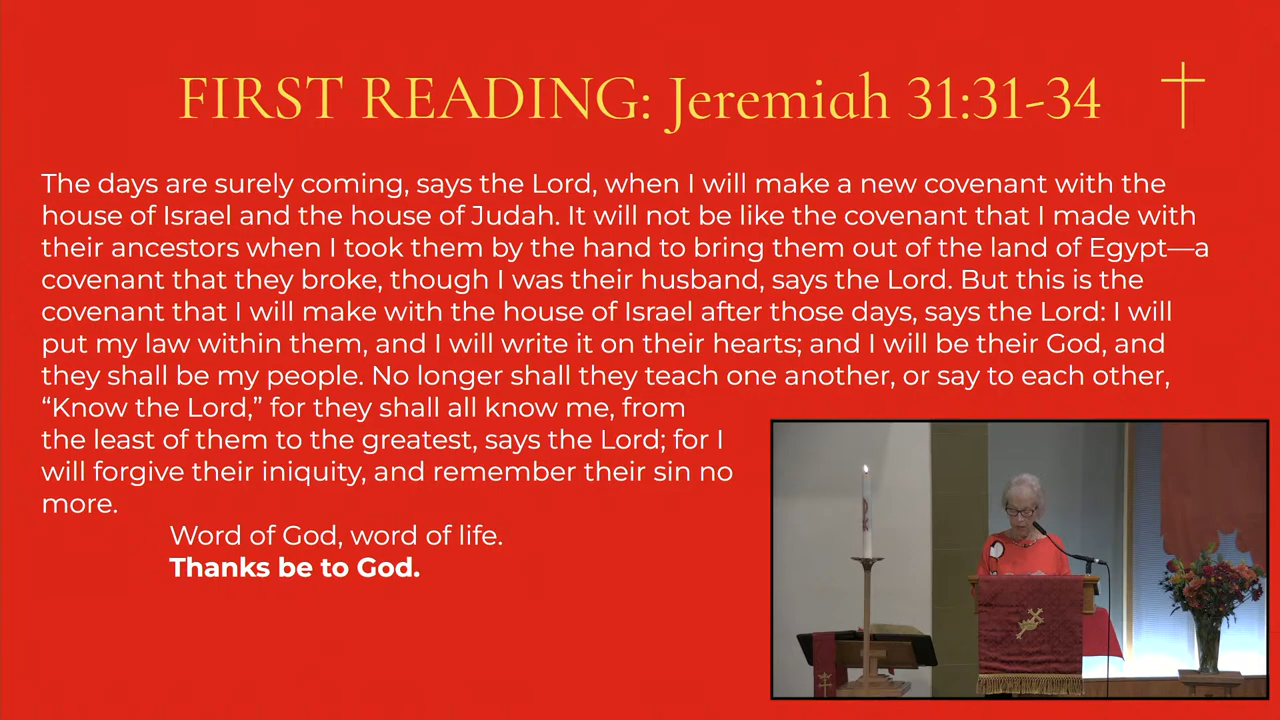 FIRST READING: Jeremiah 31:31-34
The days are surely coming, says the Lord, when I will make a new covenant with the
house of Israel and the house of Judah. It will not be like the covenant that I made with
their ancestors when I took them by the hand to bring them out of the land of Egypt—a
covenant that they broke, though I was their husband, says the Lord. But this is the
covenant that I will make with the house of Israel after those days, says the Lord: I will
put my law within them, and I will write it on their hearts; and I will be their God, and
they shall be my people. No longer shall they teach one another, or say to each other,
“Know the Lord,” for they shall all know me, from
the least of them to the greatest, says the Lord; for I
will forgive their iniquity, and remember their sin no
more.
Word of God, word of life.
Thanks be to God.